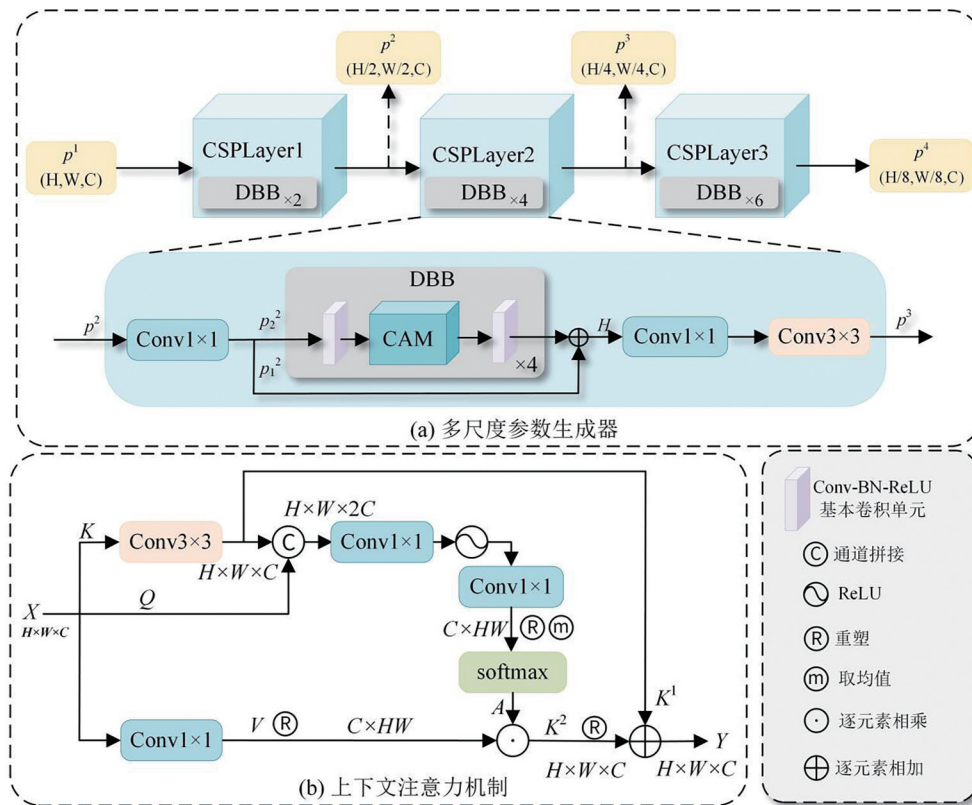 p²
(H/2,W/2,C)
p³
(H/4,W/4,C)
p¹
(H,W,C)
CSPLayer1
DBB×2
CSPLayer2
DBB×4
CSPLayer3
DBB×6
p⁴
(H/8,W/8,C)
DBB
p²
Conv1×1
p₂²
p₁²
CAM
×4
H
Conv1×1
Conv3×3
p³
(a) 多尺度参数生成器
K
Conv3×3
H×W×C
H×W×2C
C
Conv1×1
Conv1×1
Q
X
H×W×C
C×HW
R
m
softmax
A
K¹
Conv1×1
V
R
C×HW
K²
R
H×W×C
Y
H×W×C
(b) 上下文注意力机制
Conv-BN-ReLU
基本卷积单元
C 通道拼接
ReLU
R 重塑
m 取均值
逐元素相乘
逐元素相加